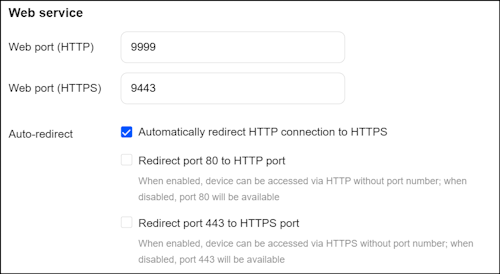 Web service
Web port (HTTP)
9999
Web port (HTTPS)
9443
Auto-redirect
Automatically redirect HTTP connection to HTTPS
Redirect port 80 to HTTP port
When enabled, device can be accessed via HTTP without port number; when
disabled, port 80 will be available
Redirect port 443 to HTTPS port
When enabled, device can be accessed via HTTPS without port number; when
disabled, port 443 will be available